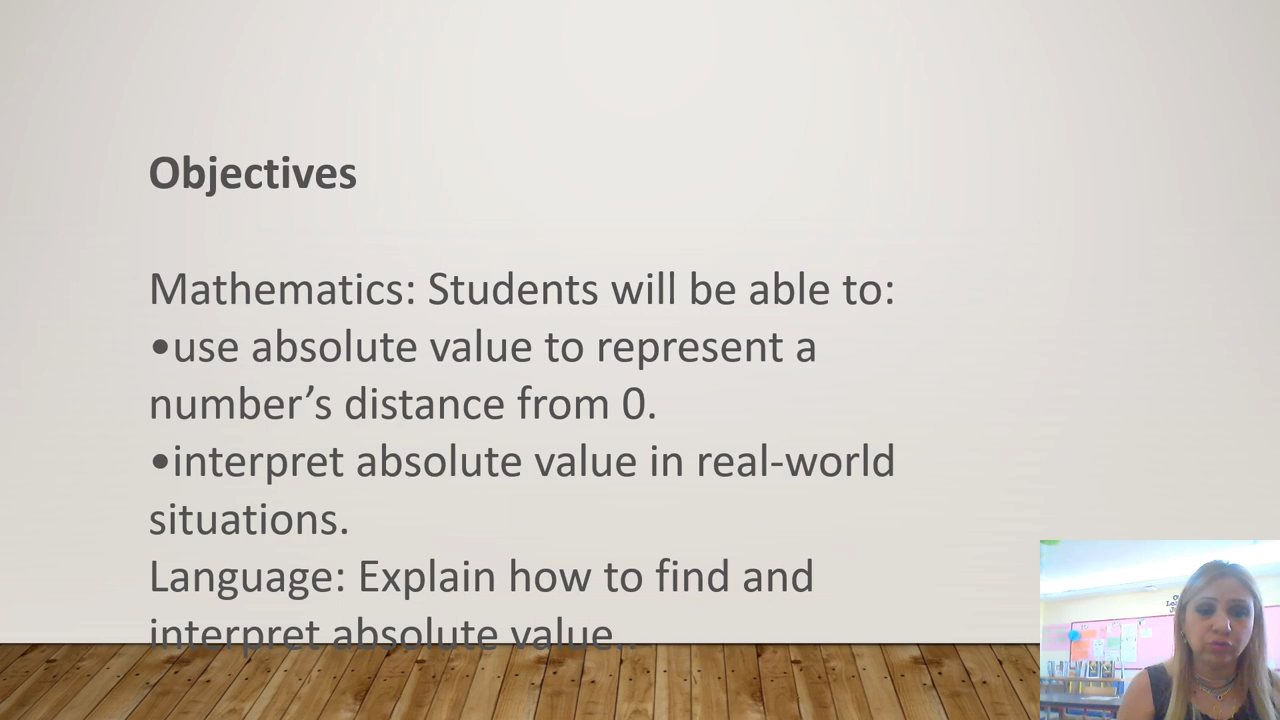 Objectives
Mathematics: Students will be able to:
•use absolute value to represent a
number’s distance from 0.
•interpret absolute value in real-world
situations.
Language: Explain how to find and
interpret absolute value..